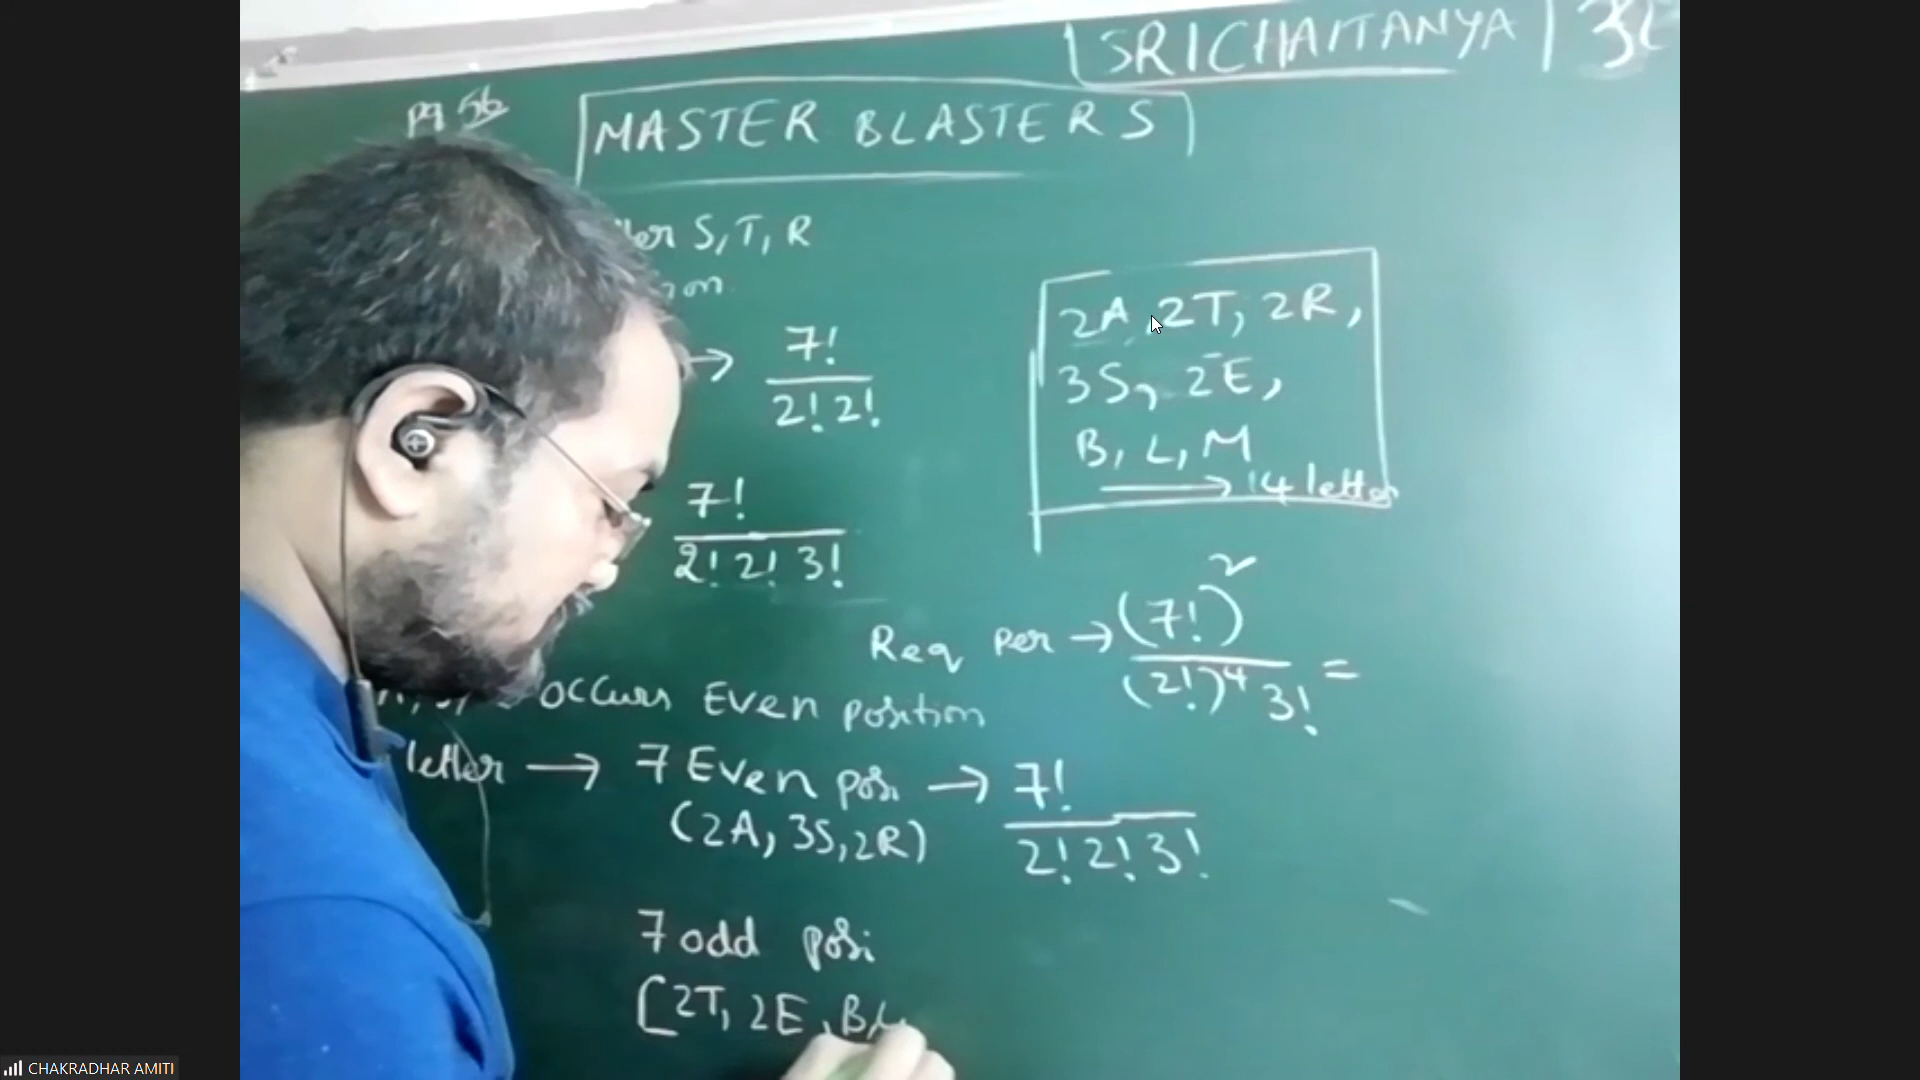 SRICHAITANYA
Pg 56
MASTER BLASTERS
S, T, R
→ 7!
2! 2!
2A, 2T, 2R,
3S, 2E,
B, L, M
→ 14 letter
7!
2! 2! 3!
Req Per → (7!)²
(2!)⁴ 3! =
occurs Even position
letter → 7 Even posi → 7!
(2A, 3S, 2R) 2! 2! 3!
7 odd posi
[2T, 2E, B, L
CHAKRADHAR AMITI